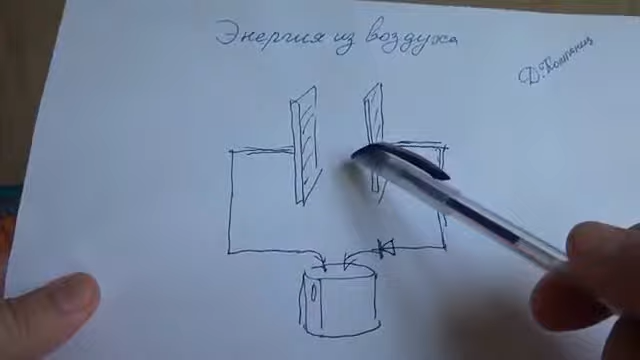 Энергия из воздуха